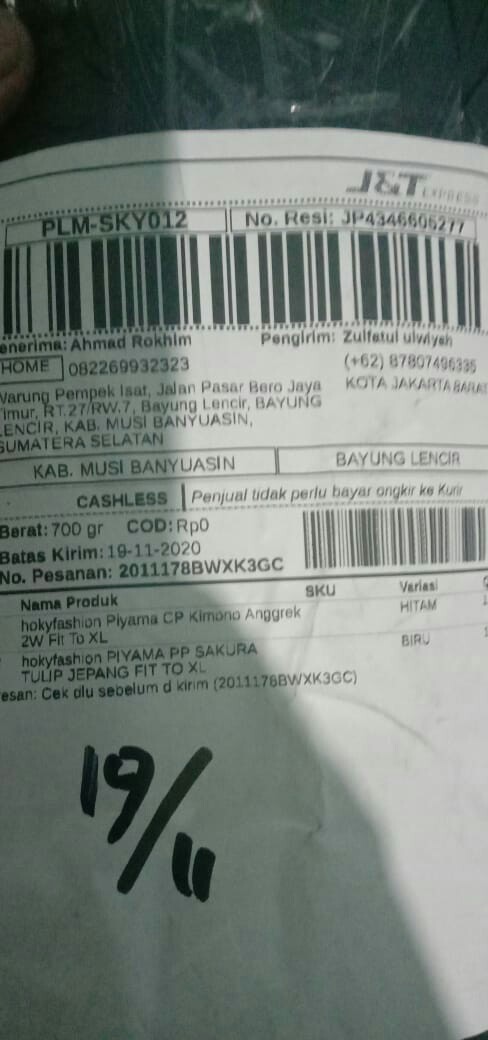 J&T EXPRESS
PLM-SKY012
No. Resi: JP4346606277
enerima: Ahmad Rokhim
Pengirim: Zulfatul ulwiyah
HOME 082269932323
(+62) 87807496335
Warung Pempek Isat, Jalan Pasar Bero Jaya
KOTA JAKARTA BARAT
Timur, RT.27/RW.7, Bayung Lencir, BAYUNG
LENCIR, KAB. MUSI BANYUASIN,
SUMATERA SELATAN
KAB. MUSI BANYUASIN
BAYUNG LENCIR
CASHLESS
Penjual tidak perlu bayar ongkir ke Kurir
Berat: 700 gr COD: Rp0
Batas Kirim: 19-11-2020
No. Pesanan: 2011178BWXK3GC
Nama Produk SKU Variasi
hokyfashion Piyama CP Kimono Anggrek HITAM 1
2W Fit To XL
hokyfashion PIYAMA PP SAKURA BIRU 1
TULIP JEPANG FIT TO XL
esan: Cek dlu sebelum d kirim (2011178BWXK3GC)
19/11